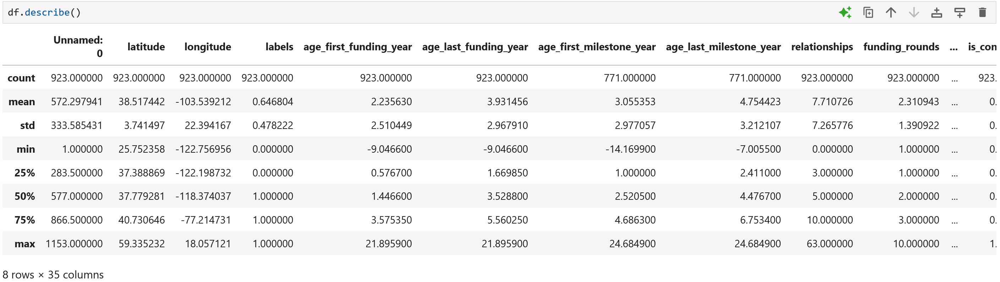 df.describe()
Unnamed: 0 latitude longitude labels age_first_funding_year age_last_funding_year age_first_milestone_year age_last_milestone_year relationships funding_rounds ... is_con
count 923.000000 923.000000 923.000000 923.000000 923.000000 923.000000 771.000000 771.000000 923.000000 923.000000 ... 923.
mean 572.297941 38.517442 -103.539212 0.646804 2.235630 3.931456 3.055353 4.754423 7.710726 2.310943 ... 0.
std 333.585431 3.741497 22.394167 0.478222 2.510449 2.967910 2.977057 3.212107 7.265776 1.390922 ... 0.
min 1.000000 25.752358 -122.756956 0.000000 -9.046600 -9.046600 -14.169900 -7.005500 0.000000 1.000000 ... 0.
25% 283.500000 37.388869 -122.198732 0.000000 0.576700 1.669850 1.000000 2.411000 3.000000 1.000000 ... 0.
50% 577.000000 37.779281 -118.374037 1.000000 1.446600 3.528800 2.520500 4.476700 5.000000 2.000000 ... 0.
75% 866.500000 40.730646 -77.214731 1.000000 3.575350 5.560250 4.686300 6.753400 10.000000 3.000000 ... 0.
max 1153.000000 59.335232 18.057121 1.000000 21.895900 21.895900 24.684900 24.684900 63.000000 10.000000 ... 1.
8 rows × 35 columns